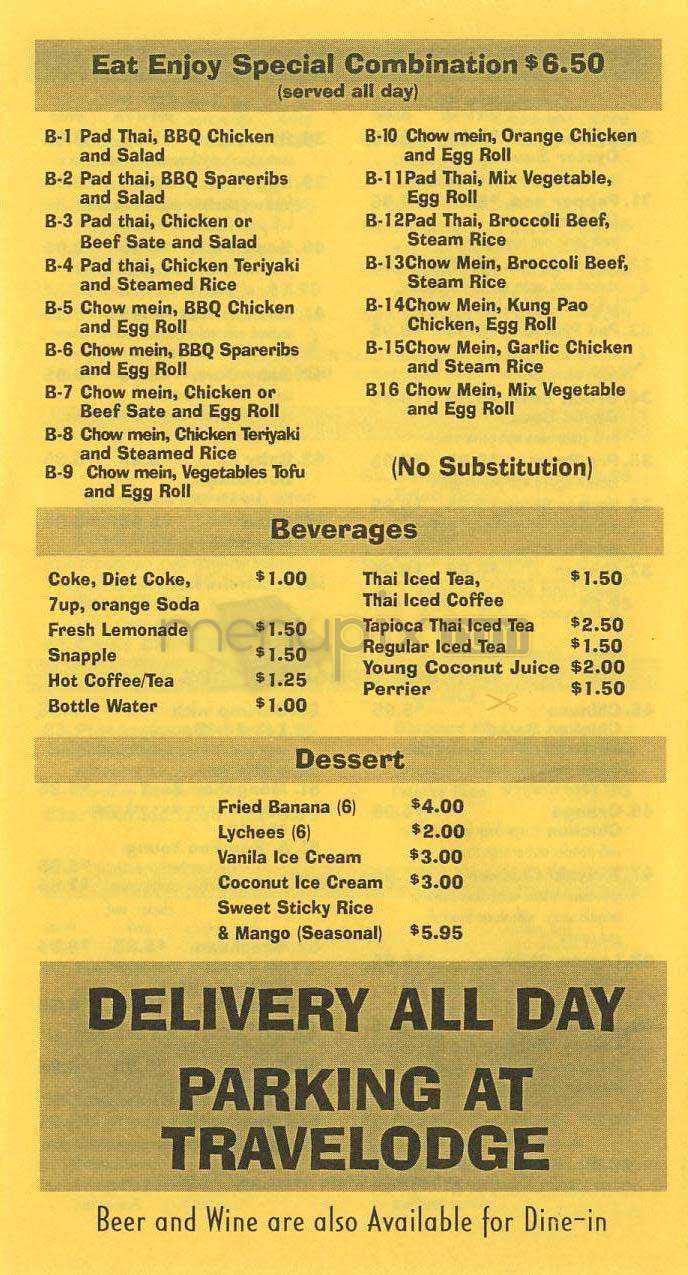 Eat Enjoy Special Combination $6.50
(served all day)
B-1 Pad Thai, BBQ Chicken
and Salad
B-2 Pad thai, BBQ Spareribs
and Salad
B-3 Pad thai, Chicken or
Beef Sate and Salad
B-4 Pad thai, Chicken Teriyaki
and Steamed Rice
B-5 Chow mein, BBQ Chicken
and Egg Roll
B-6 Chow mein, BBQ Spareribs
and Egg Roll
B-7 Chow mein, Chicken or
Beef Sate and Egg Roll
B-8 Chow mein, Chicken Teriyaki
and Steamed Rice
B-9 Chow mein, Vegetables Tofu
and Egg Roll
B-10 Chow mein, Orange Chicken
and Egg Roll
B-11Pad Thai, Mix Vegetable,
Egg Roll
B-12Pad Thai, Broccoli Beef,
Steam Rice
B-13Chow Mein, Broccoli Beef,
Steam Rice
B-14Chow Mein, Kung Pao
Chicken, Egg Roll
B-15Chow Mein, Garlic Chicken
and Steam Rice
B16 Chow Mein, Mix Vegetable
and Egg Roll
(No Substitution)
Beverages
Coke, Diet Coke, $1.00
7up, orange Soda
Fresh Lemonade $1.50
Snapple $1.50
Hot Coffee/Tea $1.25
Bottle Water $1.00
Thai Iced Tea, $1.50
Thai Iced Coffee
Tapioca Thai Iced Tea $2.50
Regular Iced Tea $1.50
Young Coconut Juice $2.00
Perrier $1.50
menupix
Dessert
Fried Banana (6) $4.00
Lychees (6) $2.00
Vanila Ice Cream $3.00
Coconut Ice Cream $3.00
Sweet Sticky Rice
& Mango (Seasonal) $5.95
DELIVERY ALL DAY
PARKING AT
TRAVELODGE
Beer and Wine are also Available for Dine-in